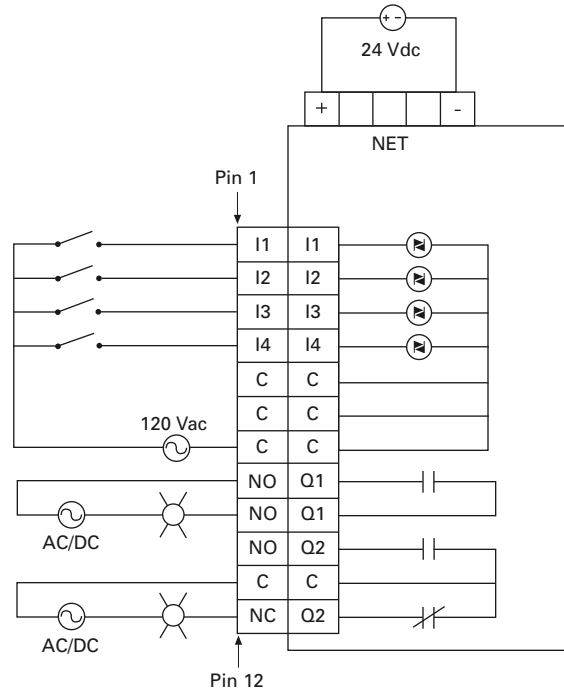 24 Vdc
+ -
NET
Pin 1
I1 I1
I2 I2
I3 I3
I4 I4
C C
C C
120 Vac
C C
NO Q1
NO Q1
AC/DC
NO Q2
C C
NC Q2
AC/DC
Pin 12